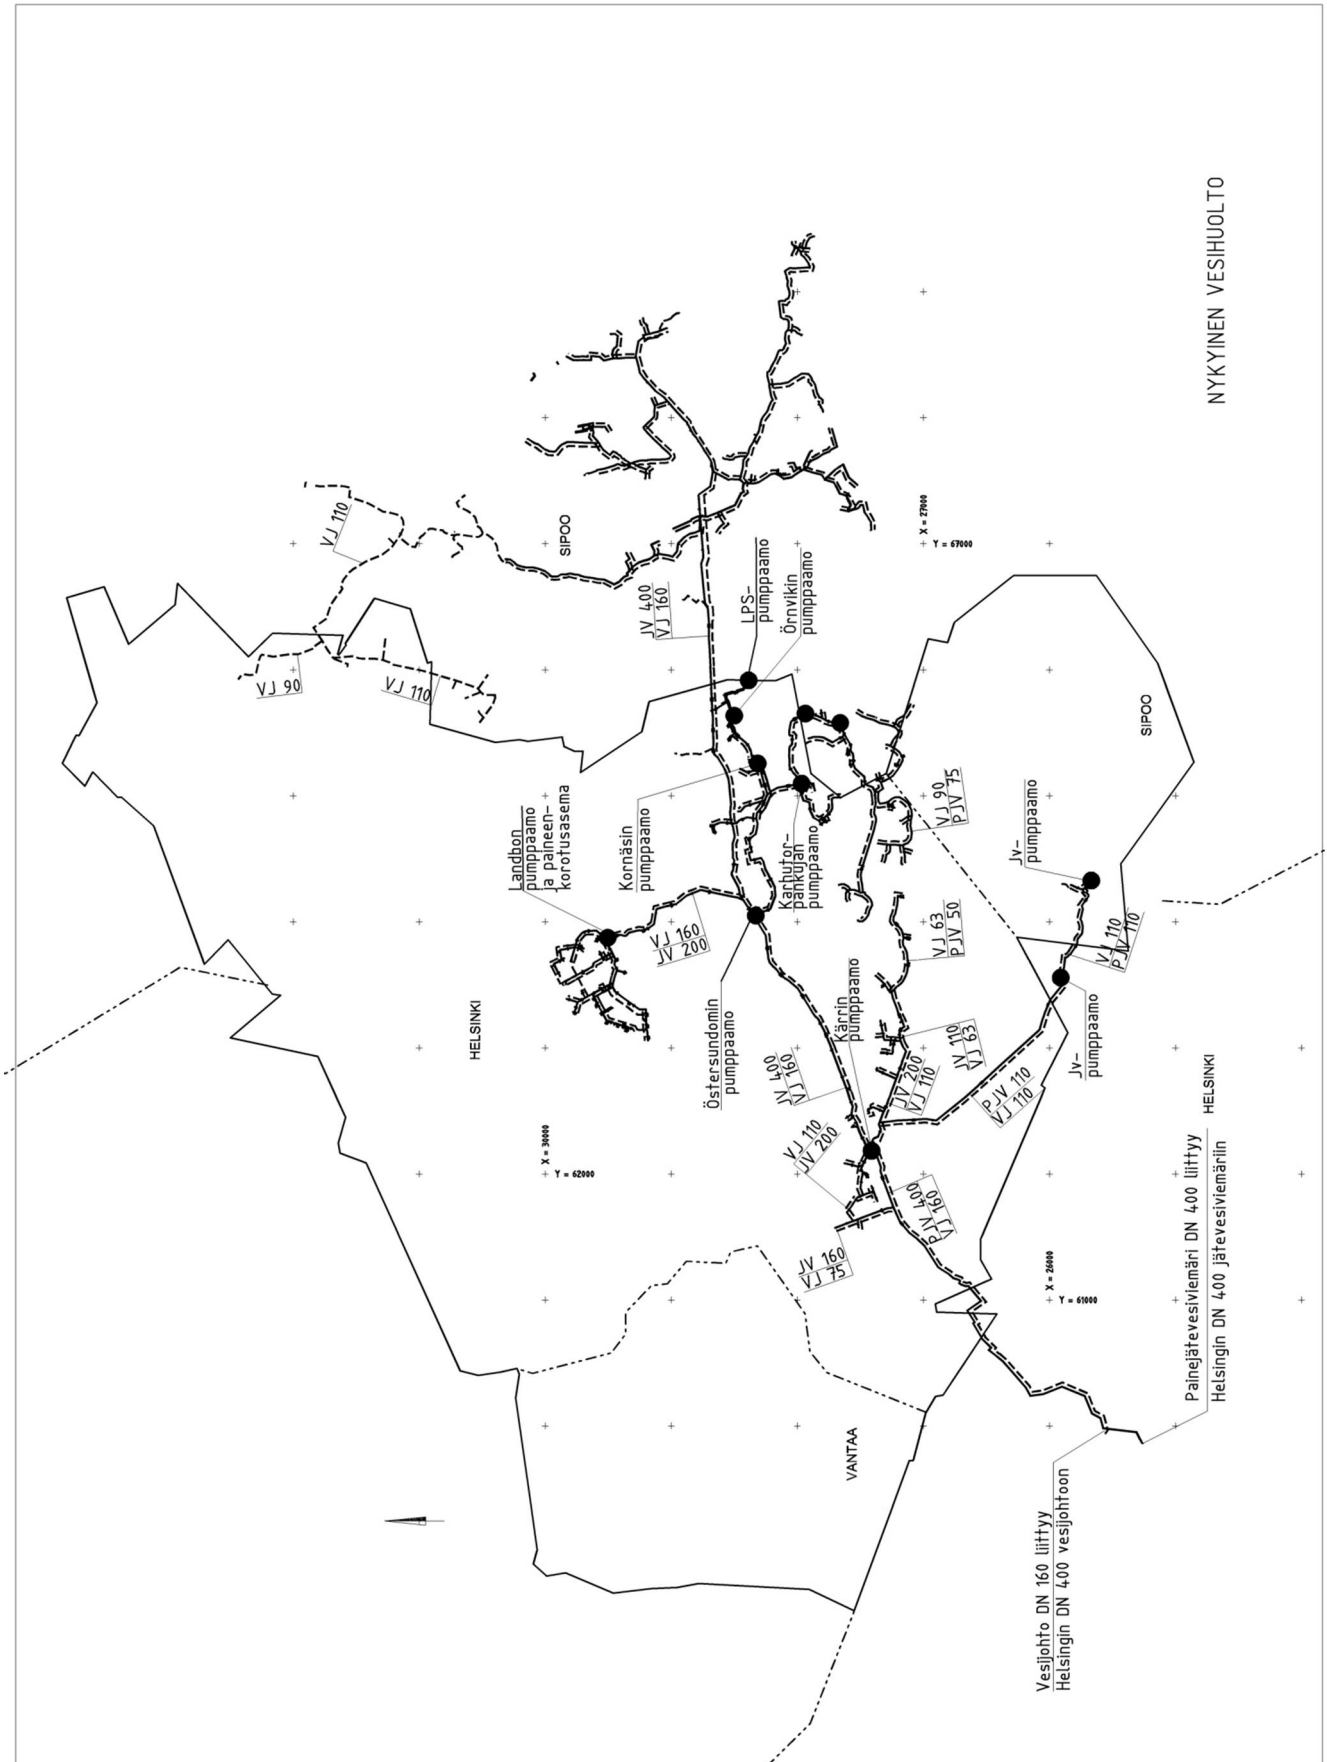 NYKYINEN VESIHUOLTO
VJ 110
VJ 90
VJ 110
SIPOO
JV 400
VJ 160
LPS-
pumppaamo
Örnvikin
pumppaamo
X = 27000
Y = 67000
Landbon
pumppaamo
ja paineen-
korotusasema
Kornäsin
pumppaamo
Karhutor-
pankujan
pumppaamo
VJ 90
PJV 75
SIPOO
Jv-
pumppaamo
VJ 160
JV 200
VJ 63
PJV 50
VJ 110
PJV 110
HELSINKI
Östersundomin
pumppaamo
Kärrin
pumppaamo
JV 400
VJ 160
JV 110
VJ 63
JV 200
VJ 110
Jv-
pumppaamo
PJV 110
VJ 110
HELSINKI
X = 30000
Y = 62000
VJ 110
JV 200
PJV 400
VJ 160
JV 160
VJ 75
X = 26000
Y = 61000
Painejätevesiviemäri DN 400 liittyy
Helsingin DN 400 jätevesiviemäriin
VANTAA
Vesijohto DN 160 liittyy
Helsingin DN 400 vesijohtoon